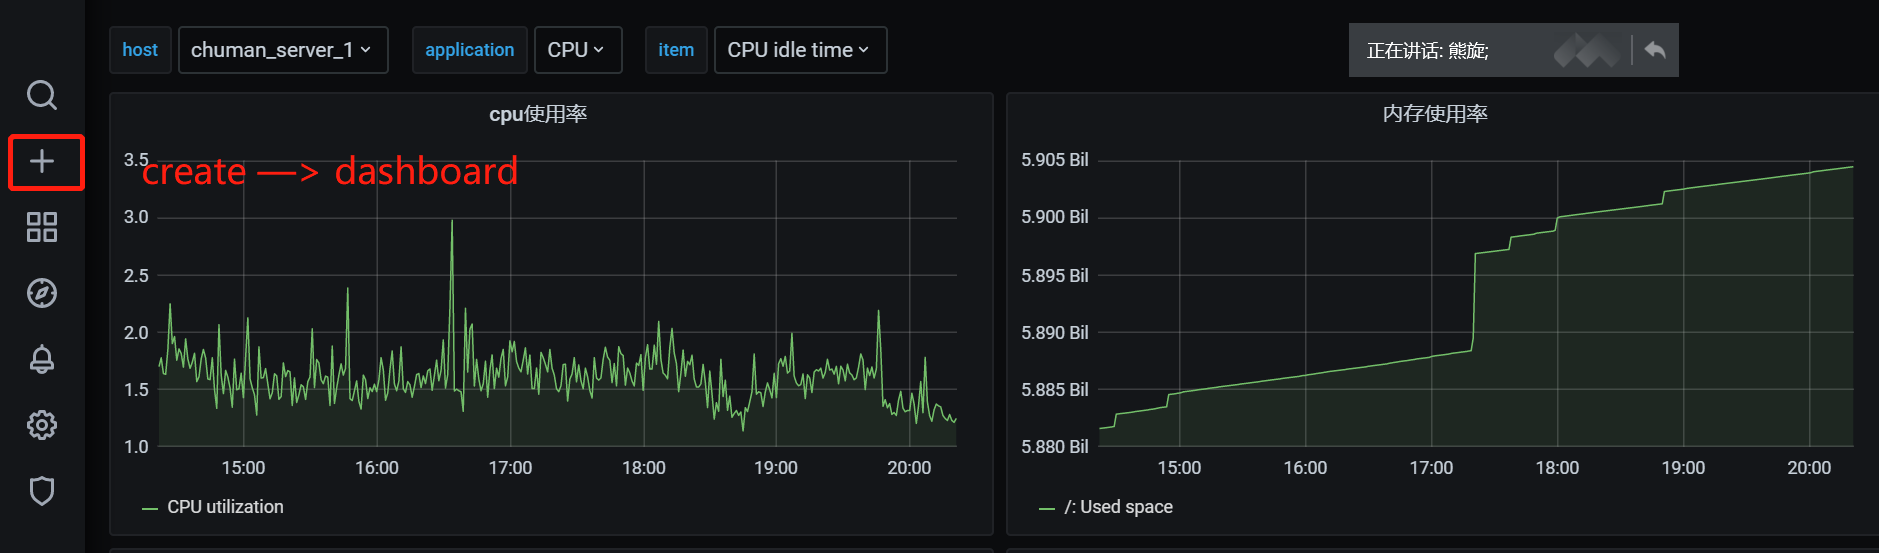 host chuman_server_1 application CPU item CPU idle time
正在讲话: 熊旋;
cpu使用率
create —> dashboard
3.5
3.0
2.5
2.0
1.5
1.0
15:00 16:00 17:00 18:00 19:00 20:00
CPU utilization
内存使用率
5.905 Bil
5.900 Bil
5.895 Bil
5.890 Bil
5.885 Bil
5.880 Bil
15:00 16:00 17:00 18:00 19:00 20:00
/: Used space